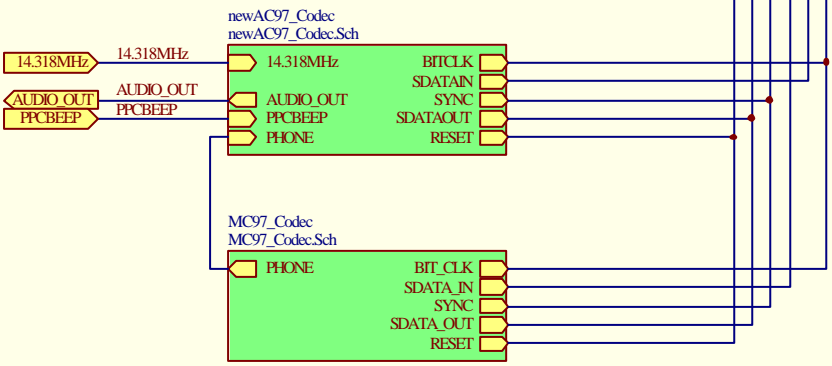 newAC97_Codec
newAC97_Codec.Sch
14.318MHz 14.318MHz 14.318MHz BITCLK
SDATAIN
AUDIO_OUT AUDIO_OUT AUDIO_OUT SYNC
PPCBEEP PPCBEEP PPCBEEP SDATAOUT
PHONE RESET
MC97_Codec
MC97_Codec.Sch
PHONE BIT_CLK
SDATA_IN
SYNC
SDATA_OUT
RESET